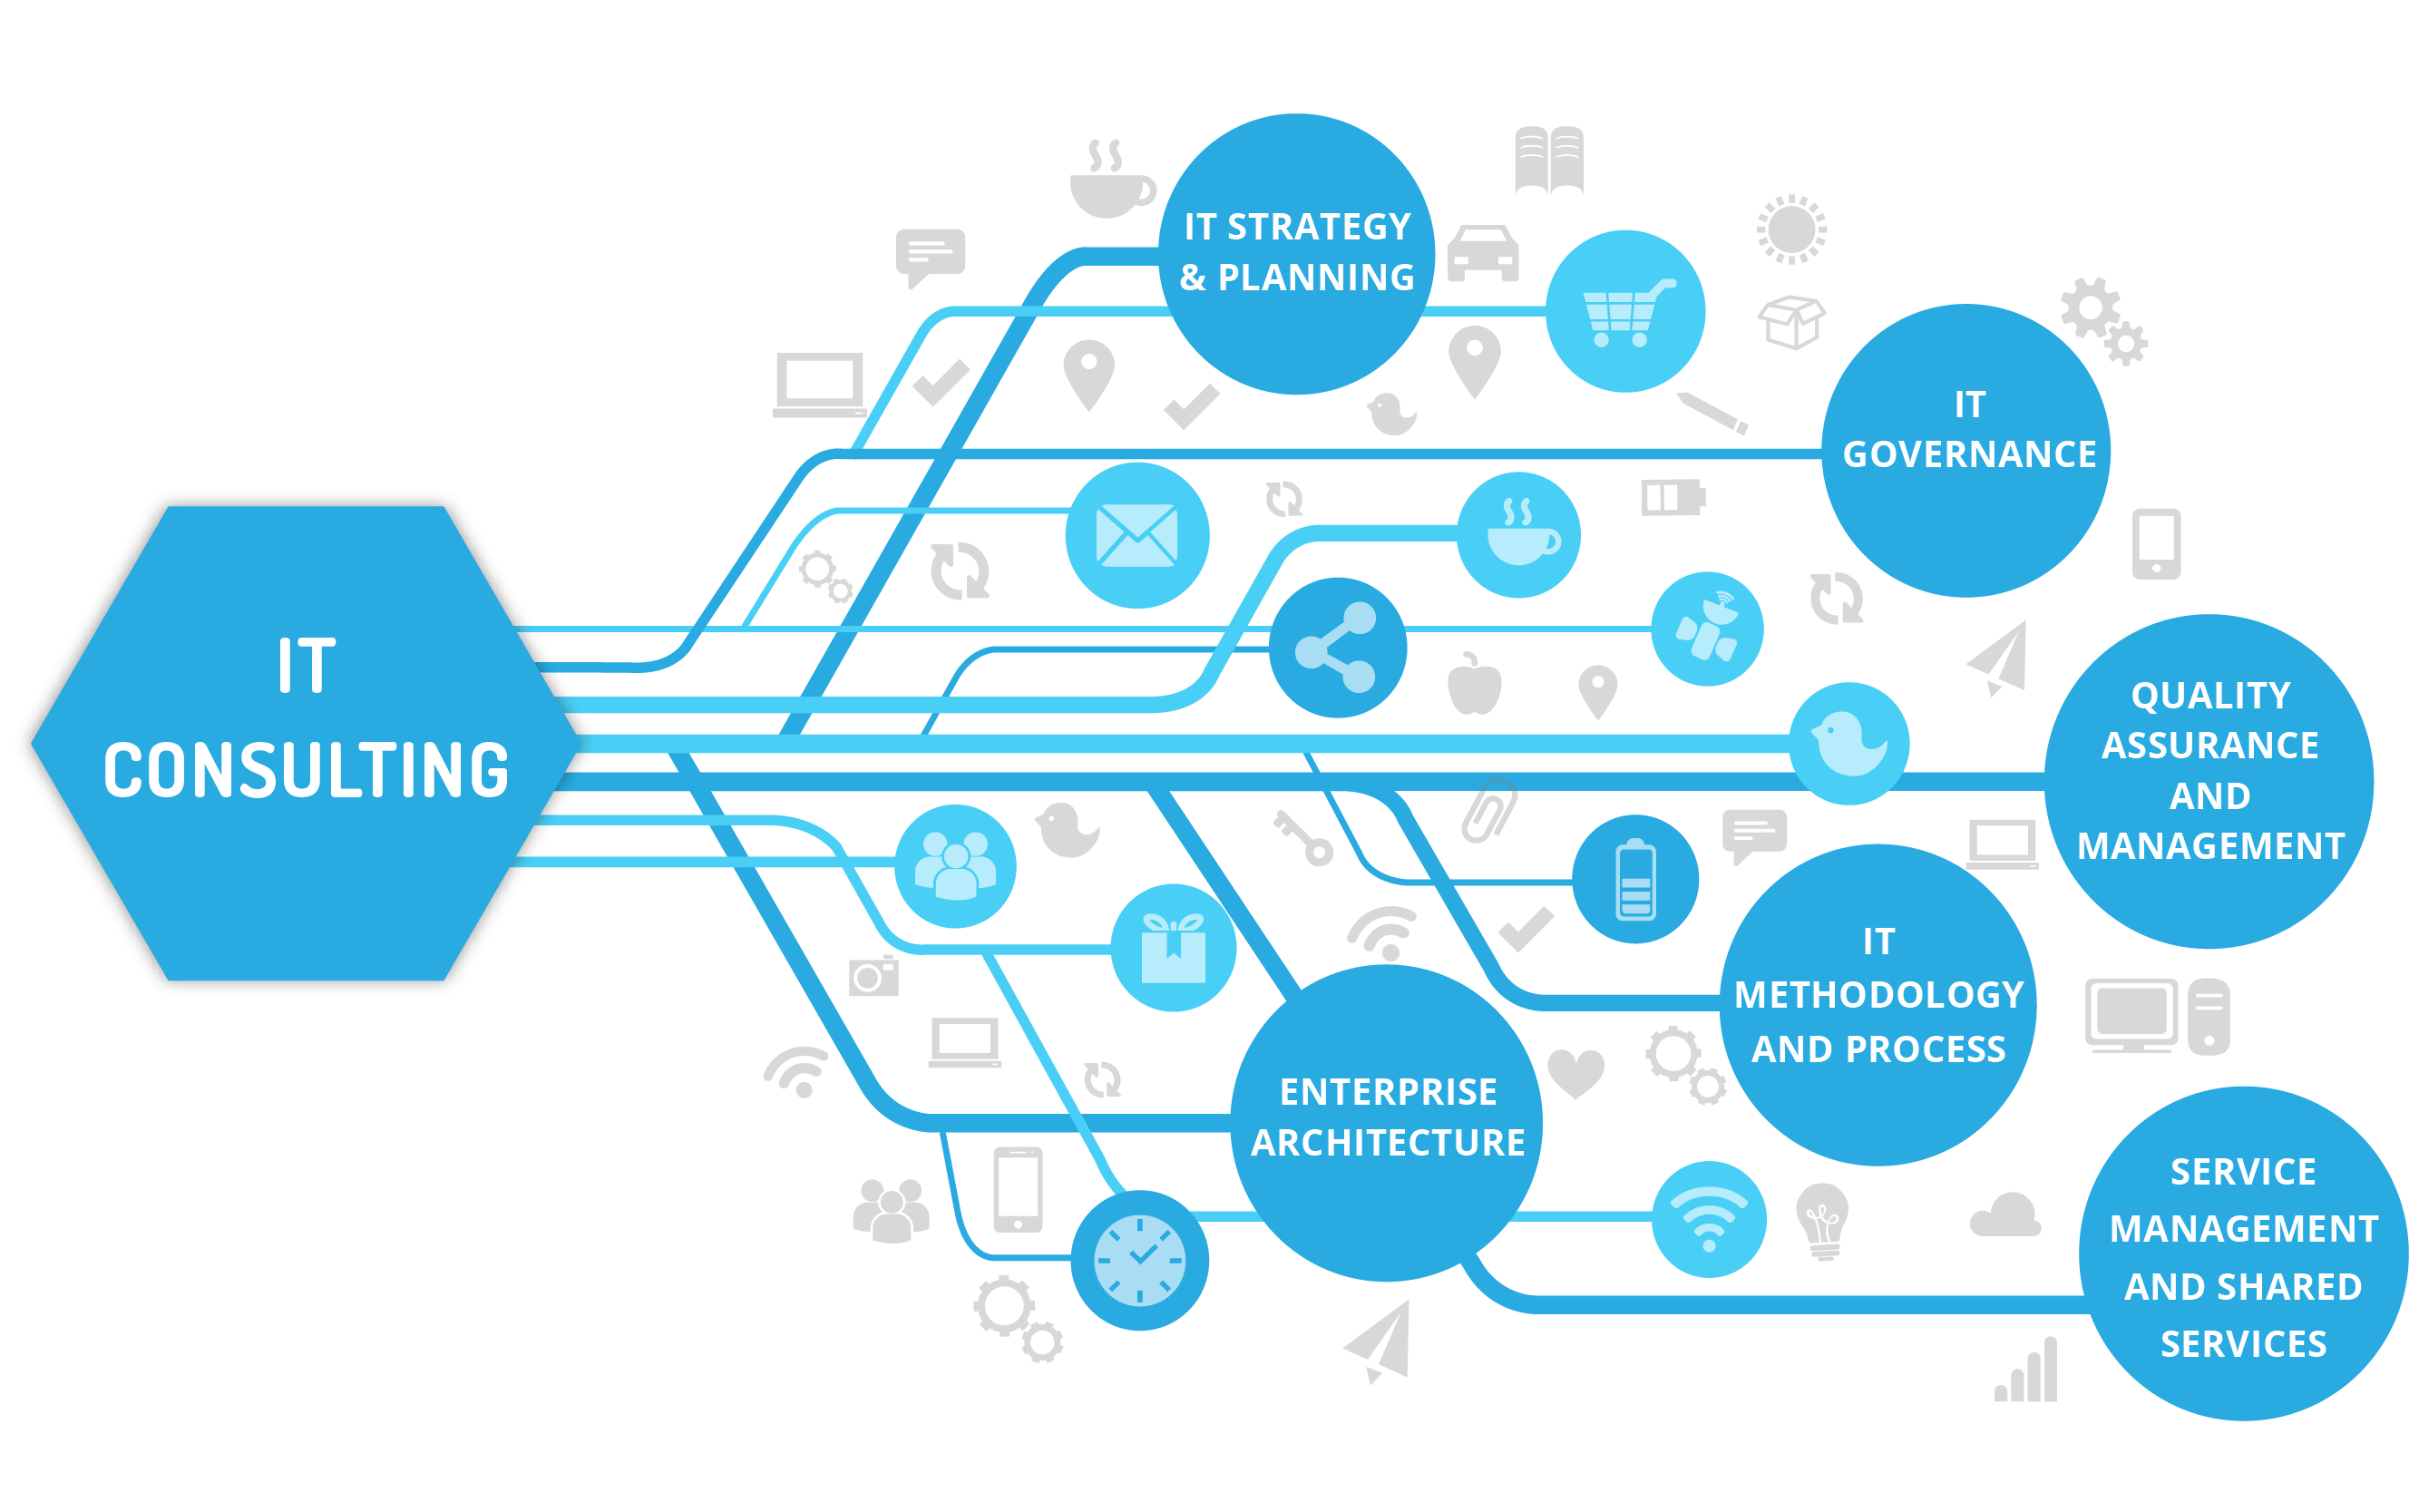 IT
CONSULTING
IT STRATEGY
& PLANNING
IT
GOVERNANCE
QUALITY
ASSURANCE
AND
MANAGEMENT
IT
METHODOLOGY
AND PROCESS
ENTERPRISE
ARCHITECTURE
SERVICE
MANAGEMENT
AND SHARED
SERVICES